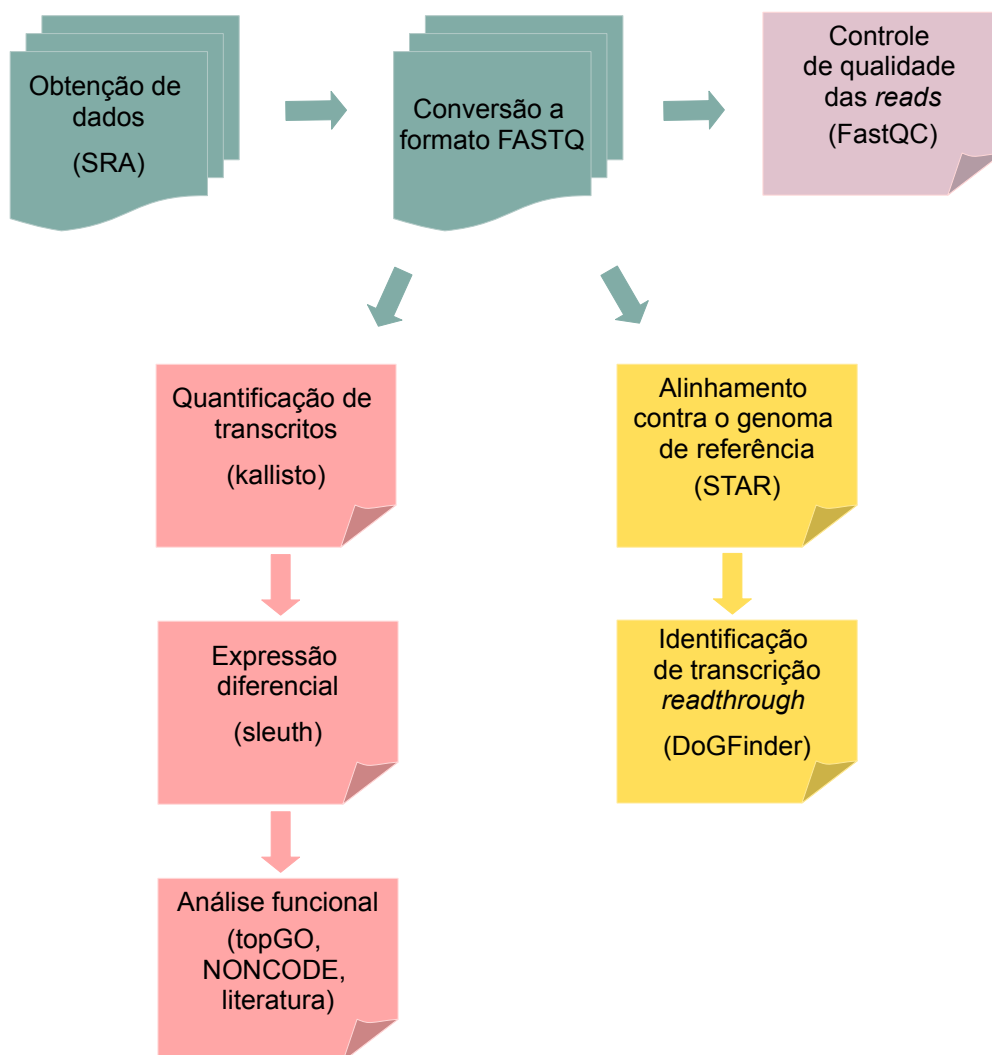 Obtenção de
dados
(SRA)
Conversão a
formato FASTQ
Controle
de qualidade
das reads
(FastQC)
Quantificação de
transcritos
(kallisto)
Alinhamento
contra o genoma
de referência
(STAR)
Expressão
diferencial
(sleuth)
Identificação
de transcrição
readthrough
(DoGFinder)
Análise funcional
(topGO,
NONCODE,
literatura)